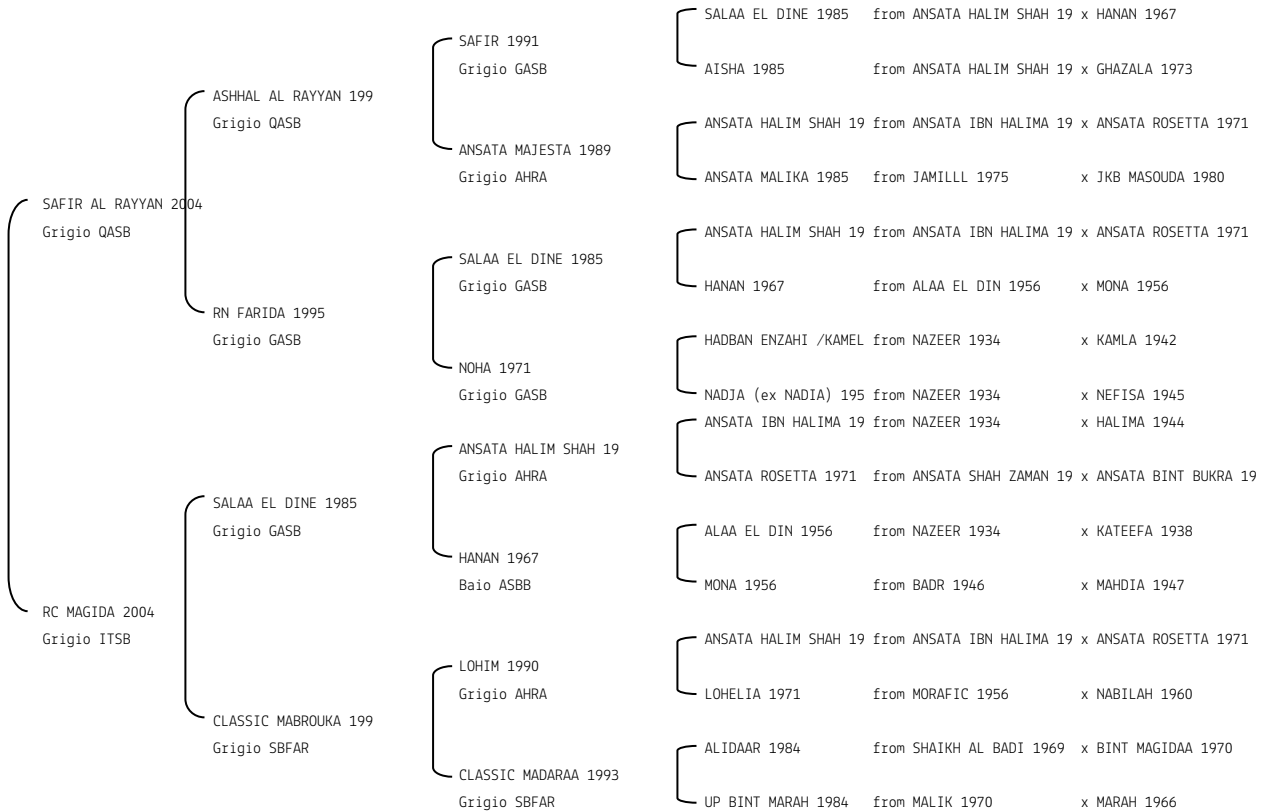 SALAA EL DINE 1985 from ANSATA HALIM SHAH 19 x HANAN 1967
SAFIR 1991
Grigio GASB
AISHA 1985 from ANSATA HALIM SHAH 19 x GHAZALA 1973
ASHHAL AL RAYYAN 199
Grigio QASB
ANSATA HALIM SHAH 19 from ANSATA IBN HALIMA 19 x ANSATA ROSETTA 1971
ANSATA MAJESTA 1989
Grigio AHRA
ANSATA MALIKA 1985 from JAMILLL 1975 x JKB MASOUDA 1980
SAFIR AL RAYYAN 2004
Grigio QASB
ANSATA HALIM SHAH 19 from ANSATA IBN HALIMA 19 x ANSATA ROSETTA 1971
SALAA EL DINE 1985
Grigio GASB
HANAN 1967 from ALAA EL DIN 1956 x MONA 1956
RN FARIDA 1995
Grigio GASB
HADBAN ENZAHI /KAMEL from NAZEER 1934 x KAMLA 1942
NOHA 1971
Grigio GASB
NADJA (ex NADIA) 195 from NAZEER 1934 x NEFISA 1945
ANSATA IBN HALIMA 19 from NAZEER 1934 x HALIMA 1944
ANSATA HALIM SHAH 19
Grigio AHRA
ANSATA ROSETTA 1971 from ANSATA SHAH ZAMAN 19 x ANSATA BINT BUKRA 19
SALAA EL DINE 1985
Grigio GASB
ALAA EL DIN 1956 from NAZEER 1934 x KATEEFA 1938
HANAN 1967
Baio ASBB
MONA 1956 from BADR 1946 x MAHDIA 1947
RC MAGIDA 2004
Grigio ITSB
ANSATA HALIM SHAH 19 from ANSATA IBN HALIMA 19 x ANSATA ROSETTA 1971
LOHIM 1990
Grigio AHRA
LOHELIA 1971 from MORAFIC 1956 x NABILAH 1960
CLASSIC MABROUKA 199
Grigio SBFAR
ALIDAAR 1984 from SHAIKH AL BADI 1969 x BINT MAGIDAA 1970
CLASSIC MADARAA 1993
Grigio SBFAR
UP BINT MARAH 1984 from MALIK 1970 x MARAH 1966